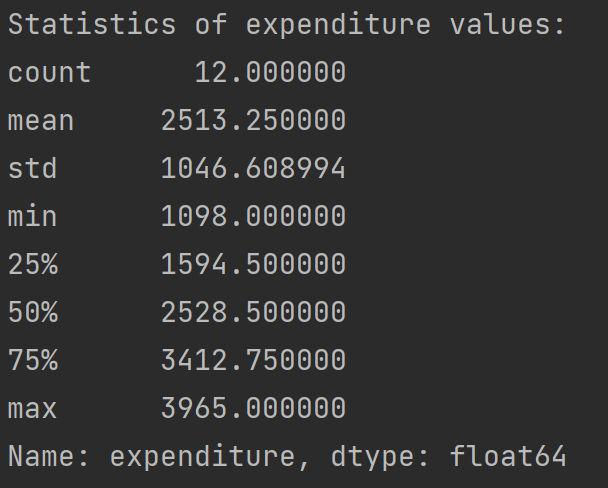 Statistics of expenditure values:
count      12.000000
mean     2513.250000
std      1046.608994
min      1098.000000
25%      1594.500000
50%      2528.500000
75%      3412.750000
max      3965.000000
Name: expenditure, dtype: float64